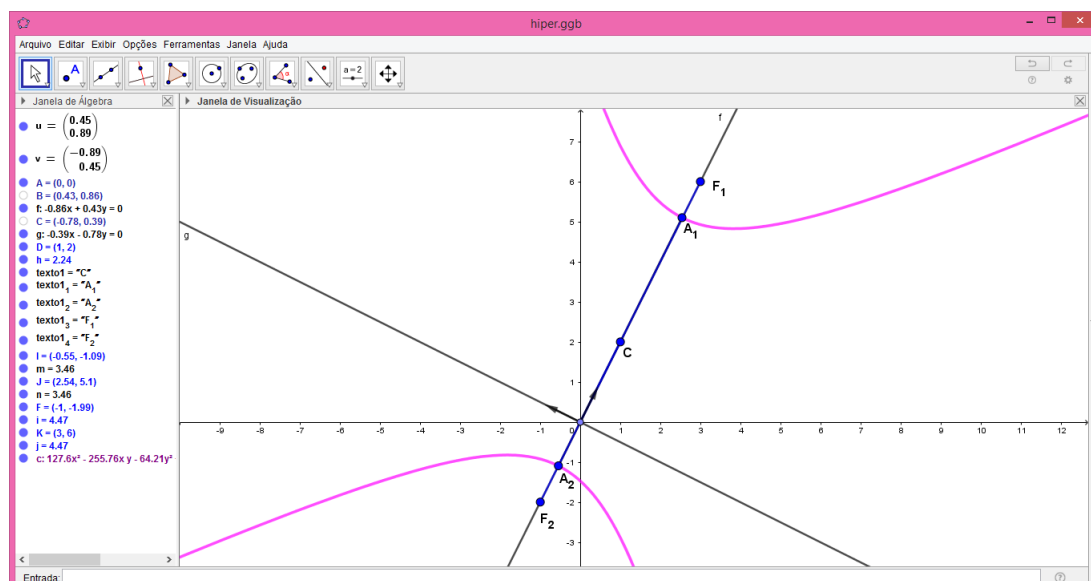 hiper.ggb
Arquivo Editar Exibir Opções Ferramentas Janela Ajuda
A
a=2
Janela de Álgebra
Janela de Visualização
u = (0.45
0.89)
v = (-0.89
0.45)
A = (0, 0)
B = (0.43, 0.86)
f: -0.86x + 0.43y = 0
C = (-0.78, 0.39)
g: -0.39x - 0.78y = 0
D = (1, 2)
h = 2.24
texto1 = "C"
texto1₁ = "A₁"
texto1₂ = "A₂"
texto1₃ = "F₁"
texto1₄ = "F₂"
I = (-0.55, -1.09)
m = 3.46
J = (2.54, 5.1)
n = 3.46
F = (-1, -1.99)
i = 4.47
K = (3, 6)
j = 4.47
c: 127.6x² - 255.76x y - 64.21y²
f
g
F₁
A₁
C
A₂
F₂
7
6
5
4
3
2
1
-9 -8 -7 -6 -5 -4 -3 -2 -1 0 1 2 3 4 5 6 7 8 9 10 11 12
-1
-2
-3
Entrada: